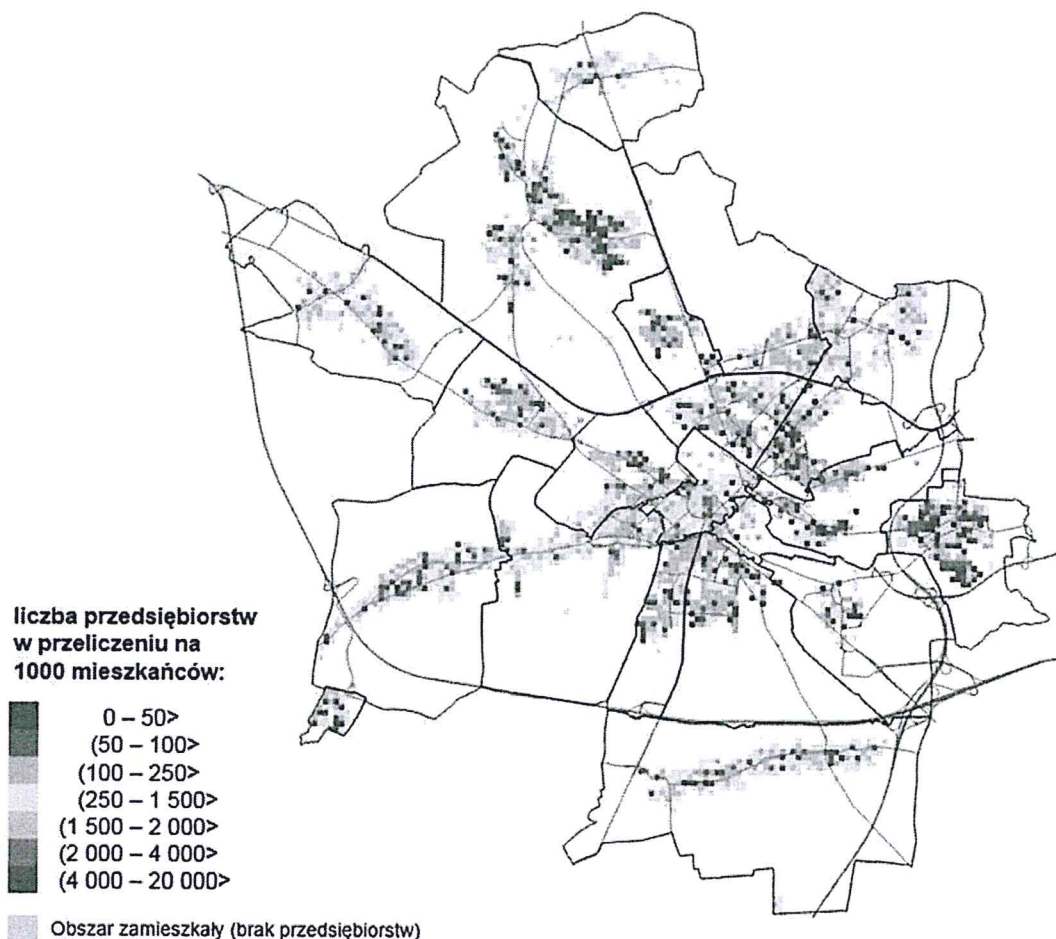 liczba przedsiębiorstw
w przeliczeniu na
1000 mieszkańców:
0 – 50>
(50 – 100>
(100 – 250>
(250 – 1 500>
(1 500 – 2 000>
(2 000 – 4 000>
(4 000 – 20 000>
Obszar zamieszkały (brak przedsiębiorstw)